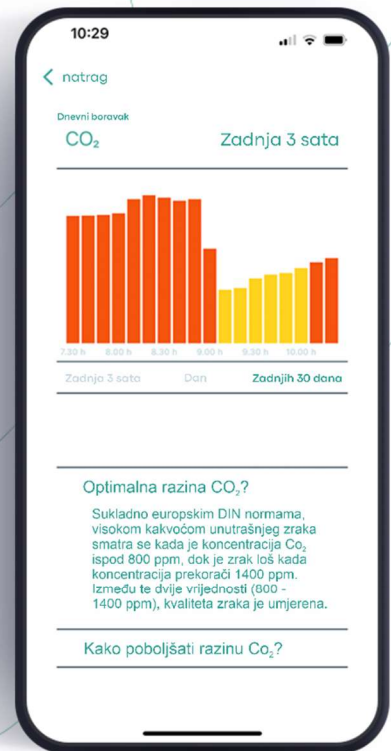 10:29
natrag
Dnevni boravak
CO₂ Zadnja 3 sata
7.30 h 8.00 h 8.30 h 9.00 h 9.30 h 10.00 h
Zadnja 3 sata Dan Zadnjih 30 dana
Optimalna razina CO₂?
Sukladno europskim DIN normama,
visokom kakvoćom unutrašnjeg zraka
smatra se kada je koncentracija Co₂
ispod 800 ppm, dok je zrak loš kada
koncentracija prekorači 1400 ppm.
Između te dvije vrijednosti (800 -
1400 ppm), kvaliteta zraka je umjerena.
Kako poboljšati razinu Co₂?